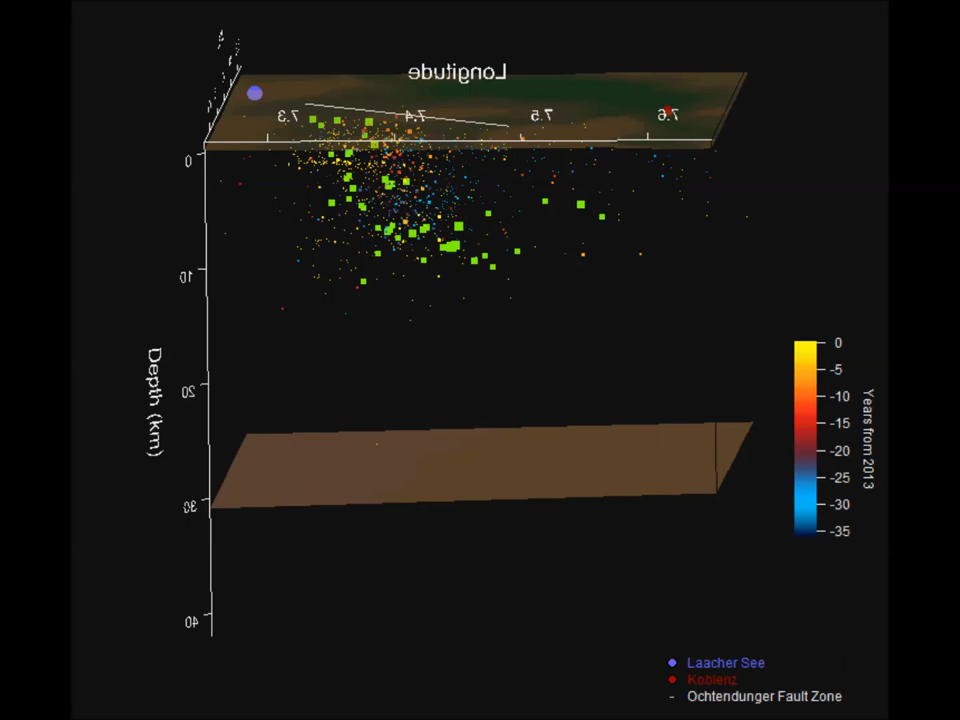 Longitude
7.3
7.4
7.5
7.6
0
10
20
30
40
Depth (km)
0
-5
-10
-15
-20
-25
-30
-35
Years from 2013
Laacher See
Koblenz
- Ochtendunger Fault Zone